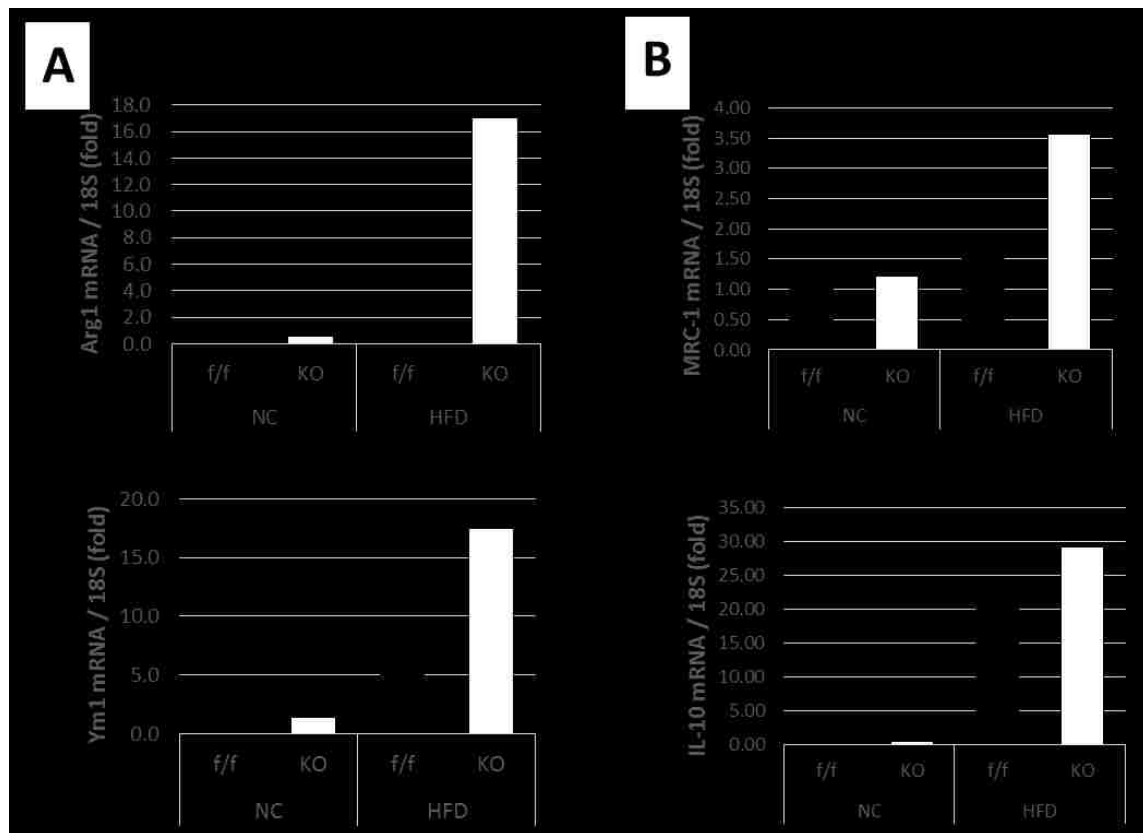 A
Arg1 mRNA / 18S (fold)
18.0
16.0
14.0
12.0
10.0
8.0
6.0
4.0
2.0
0.0
f/f KO f/f KO
NC HFD
B
MRC-1 mRNA / 18S (fold)
4.00
3.50
3.00
2.50
2.00
1.50
1.00
0.50
0.00
f/f KO f/f KO
NC HFD
Ym1 mRNA / 18S (fold)
20.0
15.0
10.0
5.0
0.0
f/f KO f/f KO
NC HFD
IL-10 mRNA / 18S (fold)
35.00
30.00
25.00
20.00
15.00
10.00
5.00
0.00
f/f KO f/f KO
NC HFD